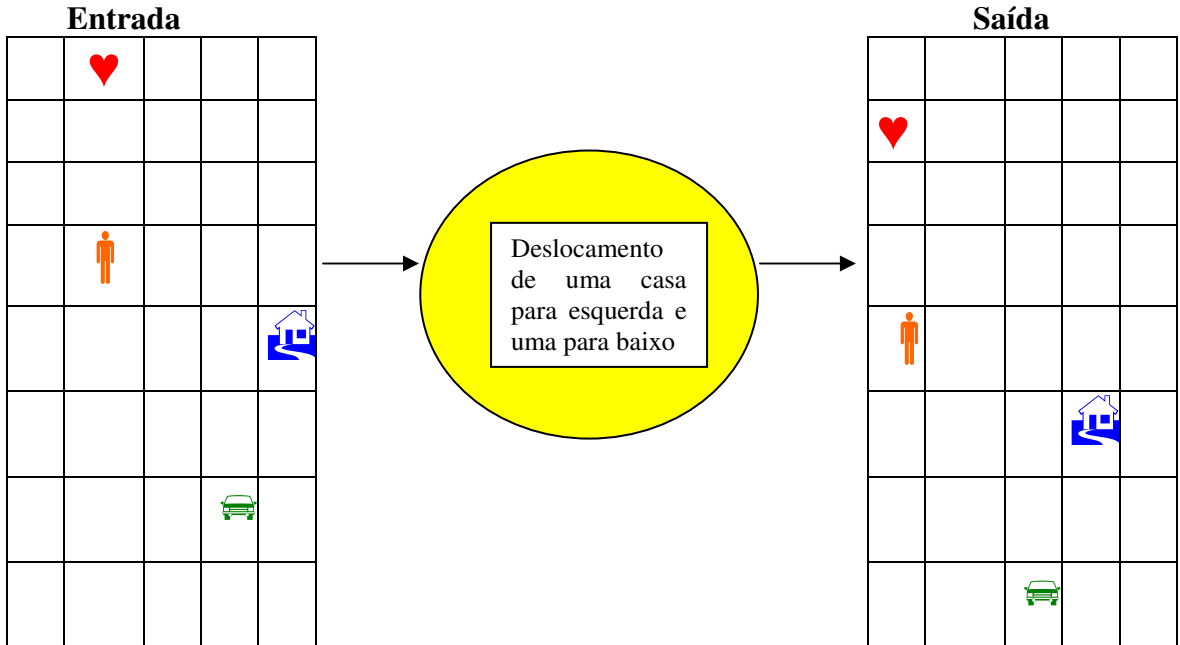 Entrada
Saída
Deslocamento
de uma casa
para esquerda e
uma para baixo